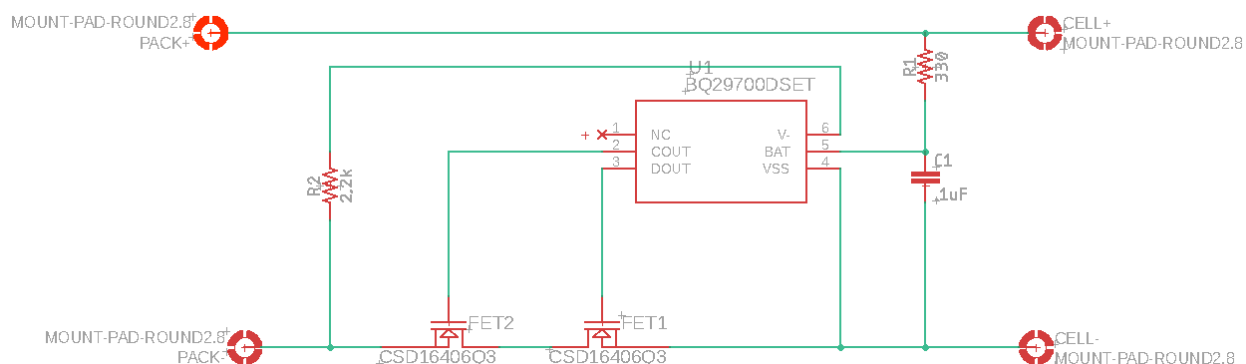 MOUNT-PAD-ROUND2.8
PACK+
CELL+
MOUNT-PAD-ROUND2.8
R1
330
U1
BQ29700DSET
1
NC
V-
6
2
COUT
BAT
5
3
DOUT
VSS
4
C1
.1uF
R2
2.2k
FET2
FET1
MOUNT-PAD-ROUND2.8
PACK-
CSD16406Q3
CSD16406Q3
CELL-
MOUNT-PAD-ROUND2.8